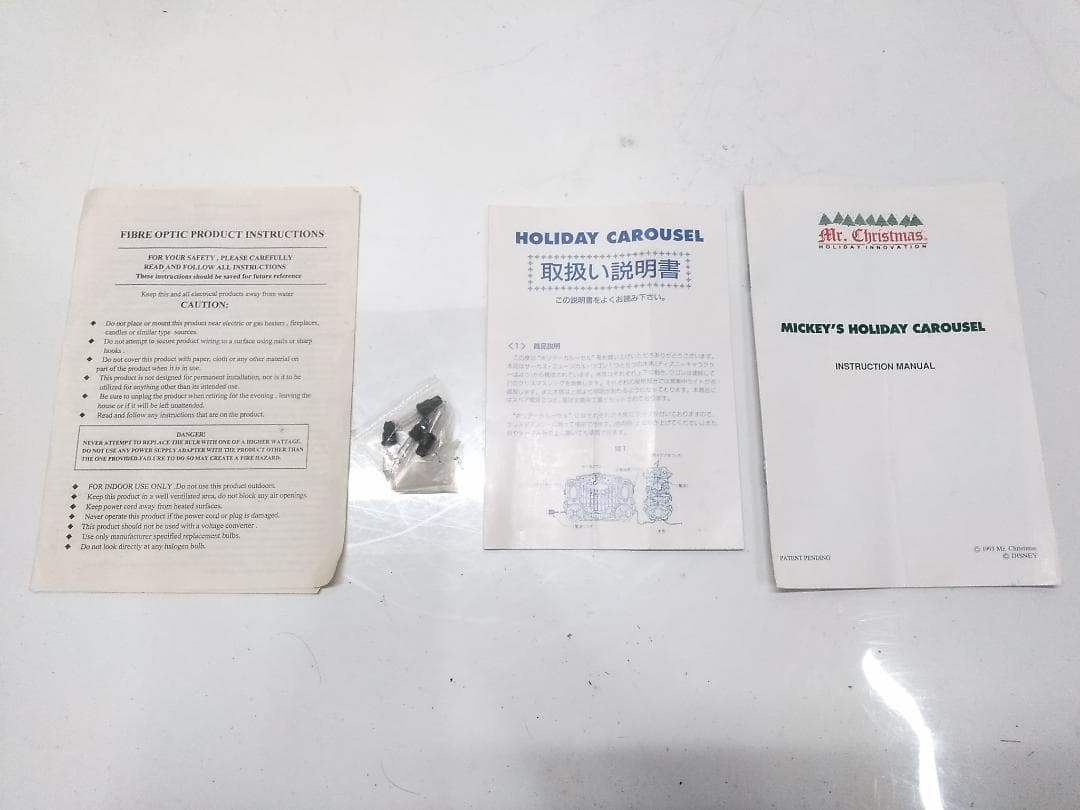 FIBRE OPTIC PRODUCT INSTRUCTIONS
FOR YOUR SAFETY , PLEASE CAREFULLY
READ AND FOLLOW ALL INSTRUCTIONS
These instructions should be saved for future reference
Keep this and all electrical products away from water
CAUTION:
◆ Do not place or mount this product near electric or gas heaters , fireplaces,
candles or similar type sources.
◆ Do not attempt to secure product wiring to a surface using nails or sharp
hooks .
◆ Do not cover this product with paper, cloth or any other material on
part of the product when it is in use.
◆ This product is not designed for permanent installation, nor is it to be
utilized for anything other than its intended use.
◆ Be sure to unplug the product when retiring for the evening , leaving the
house or if it will be left unattended.
◆ Read and follow any instructions that are on the product.
DANGER!
NEVER ATTEMPT TO REPLACE THE BULB WITH ONE OF A HIGHER WATTAGE.
DO NOT USE ANY POWER SUPPLY ADAPTER WITH THE PRODUCT OTHER THAN
THE ONE PROVIDED.FAILURE TO DO SO MAY CREATE A FIRE HAZARD.
◆ FOR INDOOR USE ONLY .Do not use this product outdoors.
◆ Keep this product in a well ventilated area, do not block any air openings.
◆ Keep power cord away from heated surfaces.
◆ Never operate this product if the power cord or plug is damaged.
◆ This product should not be used with a voltage converter .
◆ Use only manufacturer specified replacement bulbs.
◆ Do not look directly at any halogen bulb.
HOLIDAY CAROUSEL
取扱い説明書
この説明書をよくお読み下さい。
<1> 商品説明
図1
Mr. Christmas®
HOLIDAY INNOVATION
MICKEY'S HOLIDAY CAROUSEL
INSTRUCTION MANUAL
PATENT PENDING
© 1993 Mr. Christmas
© DISNEY